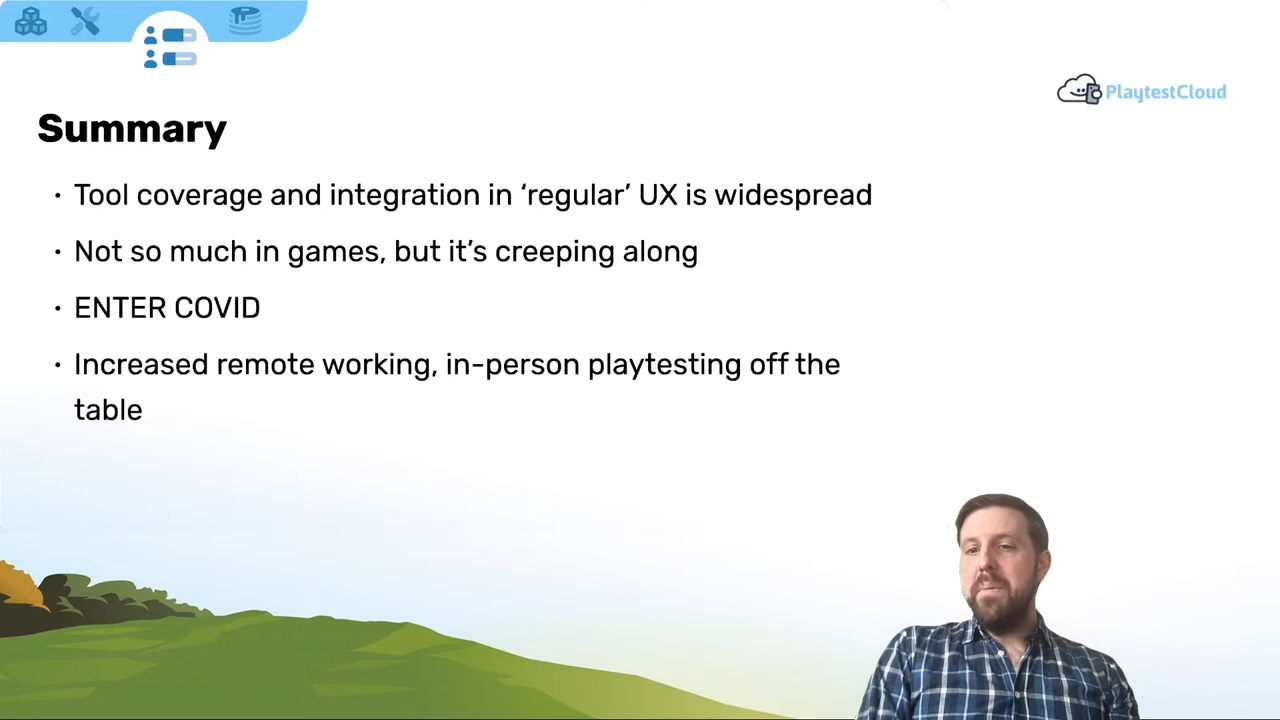 PlaytestCloud
Summary
• Tool coverage and integration in ‘regular’ UX is widespread
• Not so much in games, but it’s creeping along
• ENTER COVID
• Increased remote working, in-person playtesting off the
table